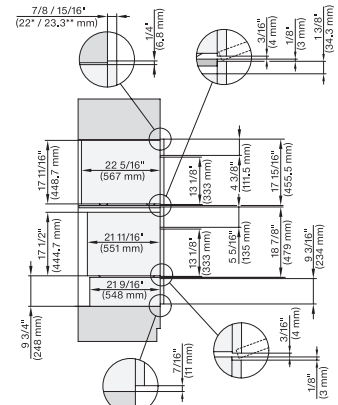 7/8 / 15/16"
(22* / 23.3** mm)
1/4"
(6.8 mm)
3/16"
(4 mm)
1/8"
(3 mm)
1 3/8"
(34.3 mm)
17 11/16"
(448.7 mm)
22 5/16"
(567 mm)
13 1/8"
(333 mm)
4 3/8"
(111.5 mm)
17 15/16"
(455.5 mm)
17 1/2"
(444.7 mm)
21 11/16"
(551 mm)
13 1/8"
(333 mm)
5 5/16"
(135 mm)
18 7/8"
(479 mm)
9 3/16"
(234 mm)
21 9/16"
(548 mm)
9 3/4"
(248 mm)
7/16"
(11 mm)
3/16"
(4 mm)
1/8"
(3 mm)